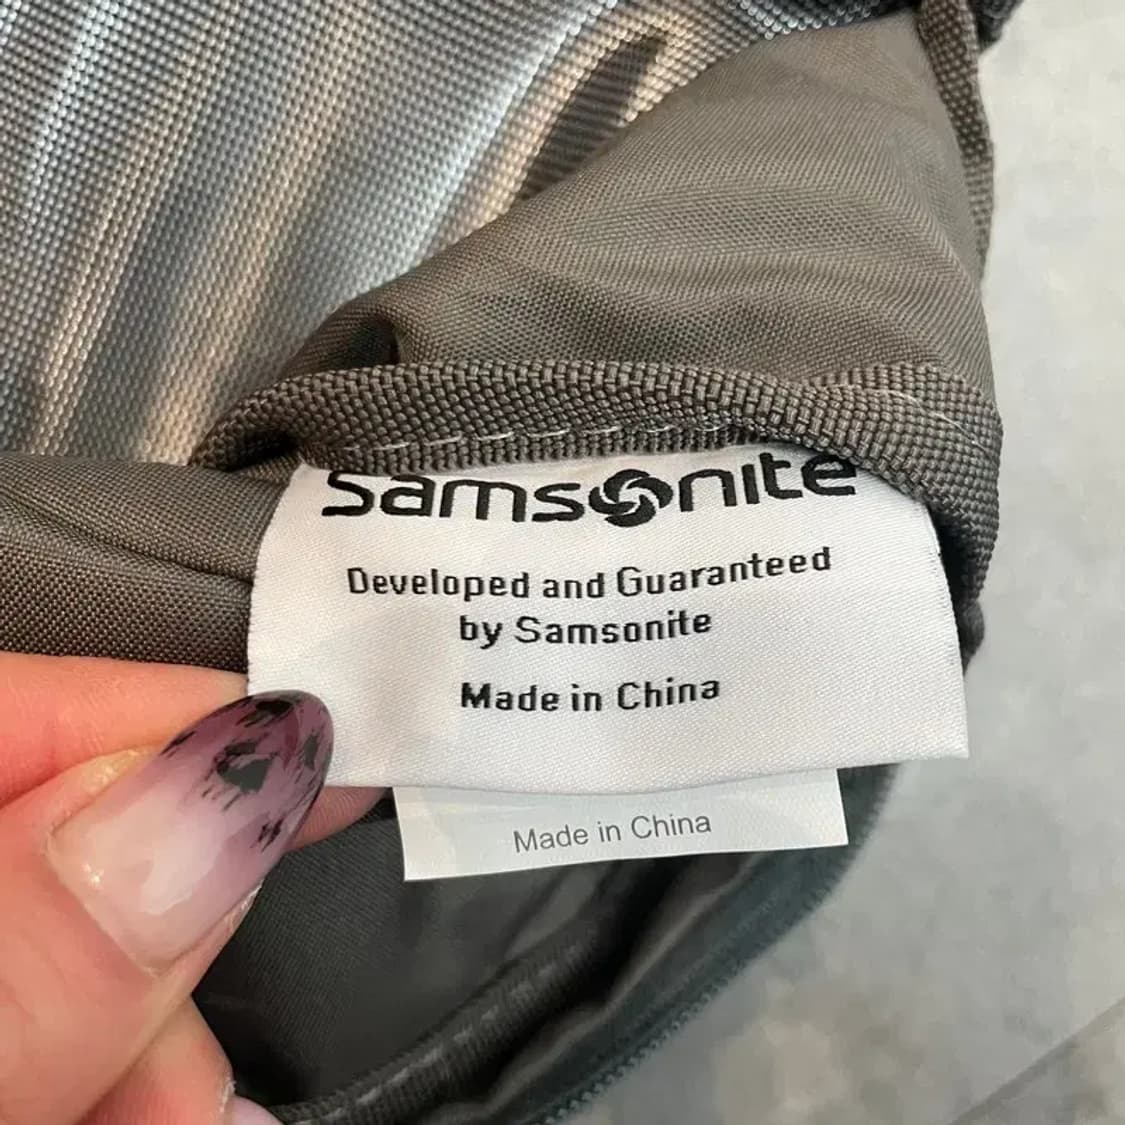 Samsonite
Developed and Guaranteed
by Samsonite
Made in China
Made in China